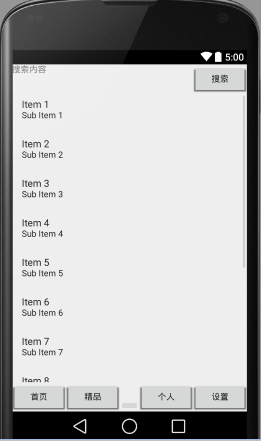 5:00
搜索内容
搜索
Item 1
Sub Item 1
Item 2
Sub Item 2
Item 3
Sub Item 3
Item 4
Sub Item 4
Item 5
Sub Item 5
Item 6
Sub Item 6
Item 7
Sub Item 7
Item 8
首页 精品 个人 设置